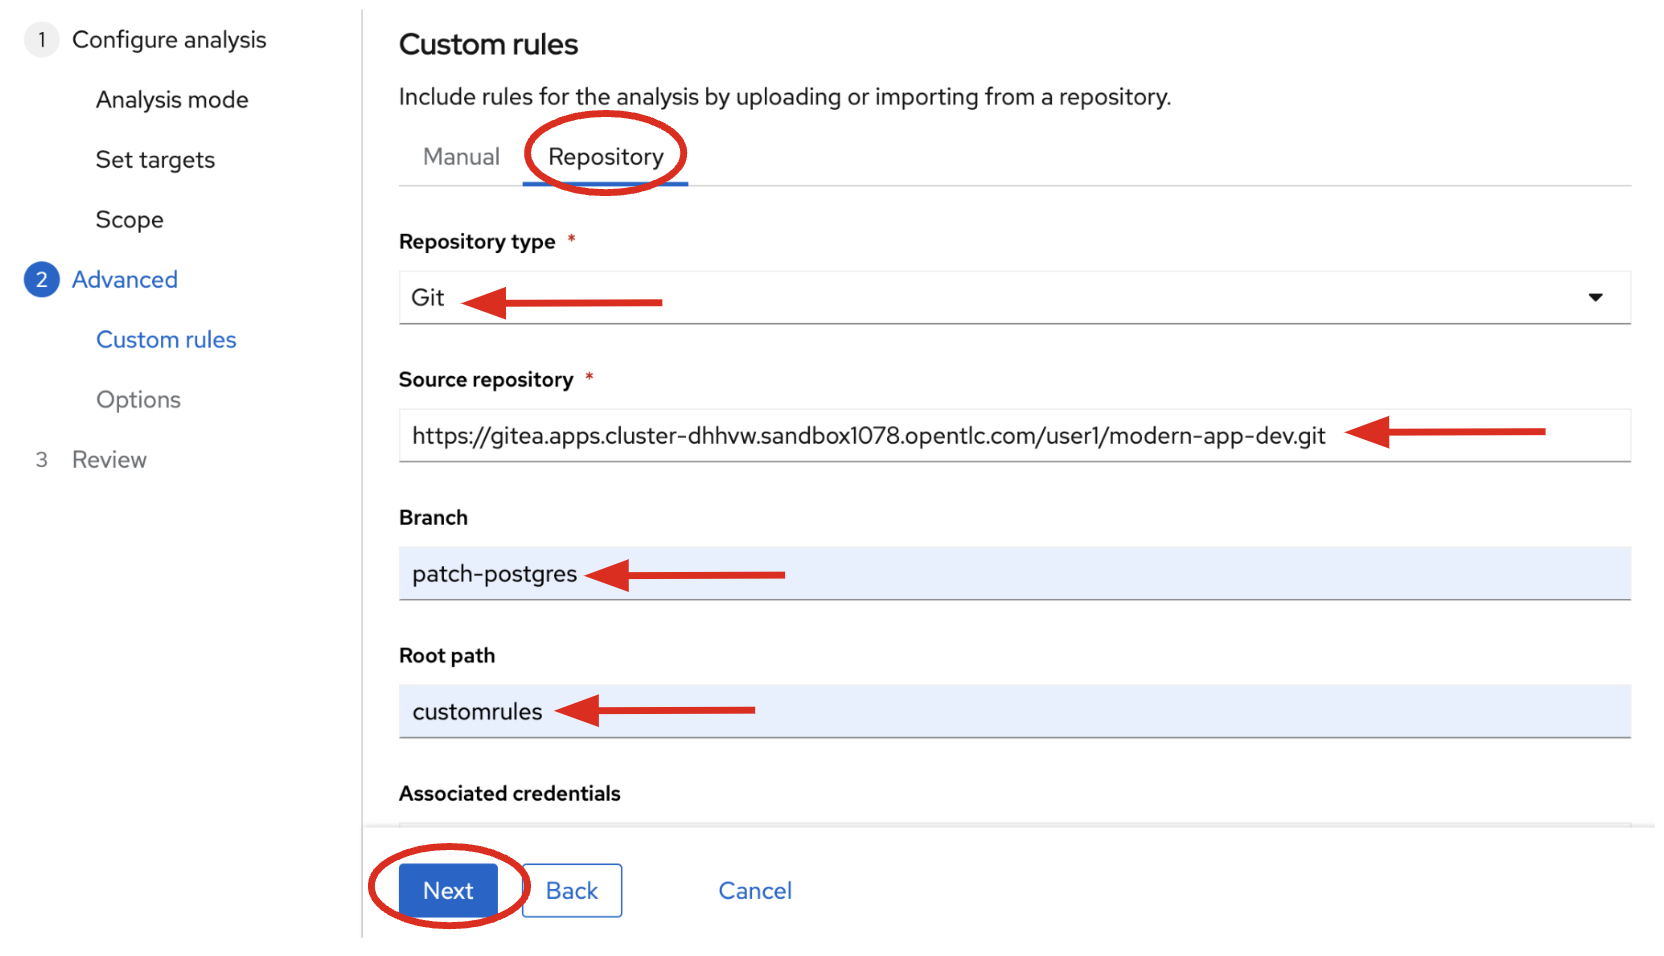 1 Configure analysis
Analysis mode
Set targets
Scope
2 Advanced
Custom rules
Options
3 Review
Custom rules
Include rules for the analysis by uploading or importing from a repository.
Manual Repository
Repository type *
Git
Source repository *
https://gitea.apps.cluster-dhhvw.sandbox1078.opentlc.com/user1/modern-app-dev.git
Branch
patch-postgres
Root path
customrules
Associated credentials
Next Back Cancel